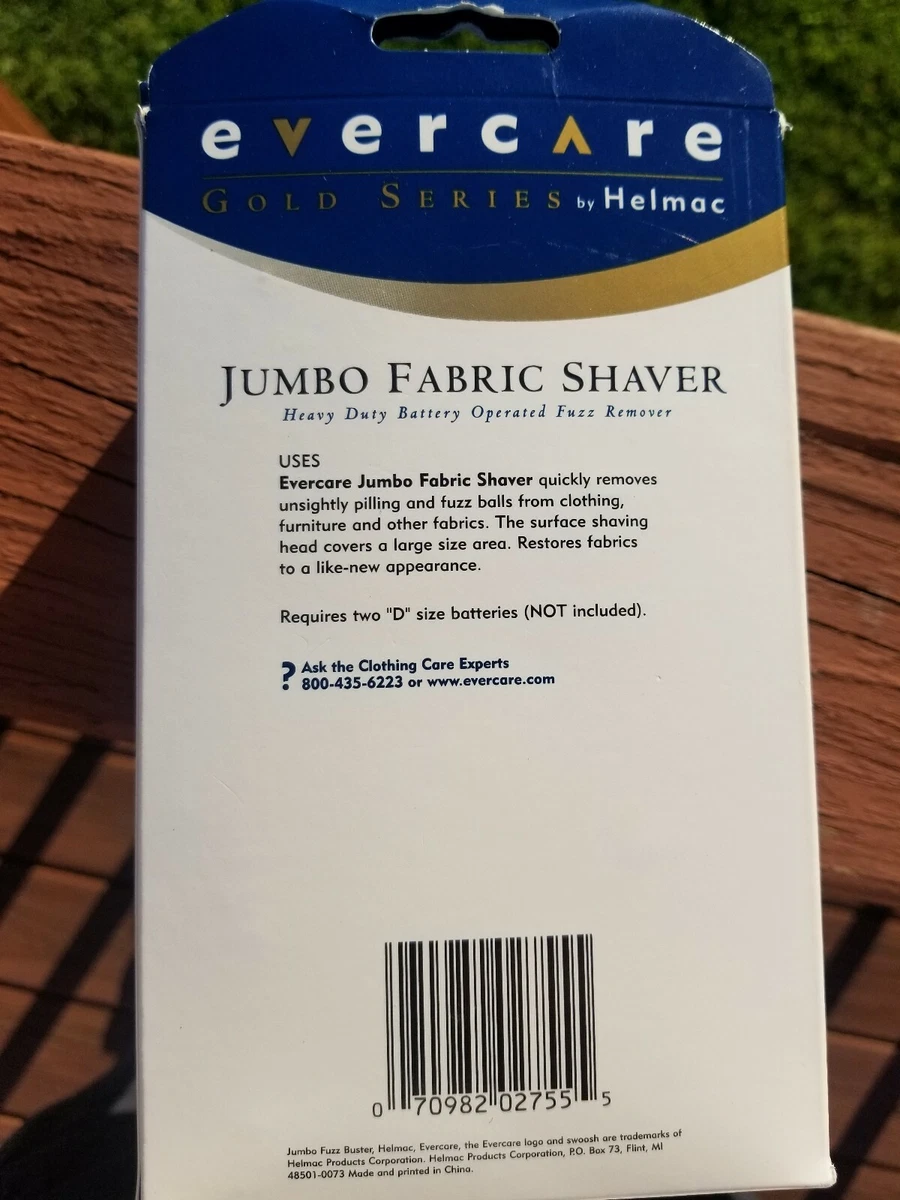 evercare
GOLD SERIES by Helmac
JUMBO FABRIC SHAVER
Heavy Duty Battery Operated Fuzz Remover
USES
Evercare Jumbo Fabric Shaver quickly removes
unsightly pilling and fuzz balls from clothing,
furniture and other fabrics. The surface shaving
head covers a large size area. Restores fabrics
to a like-new appearance.
Requires two "D" size batteries (NOT included).
? Ask the Clothing Care Experts
800-435-6223 or www.evercare.com
0 70982 02755 5
Jumbo Fuzz Buster, Helmac, Evercare, the Evercare logo and swoosh are trademarks of
Helmac Products Corporation. Helmac Products Corporation, P.O. Box 73, Flint, MI
48501-0073 Made and printed in China.